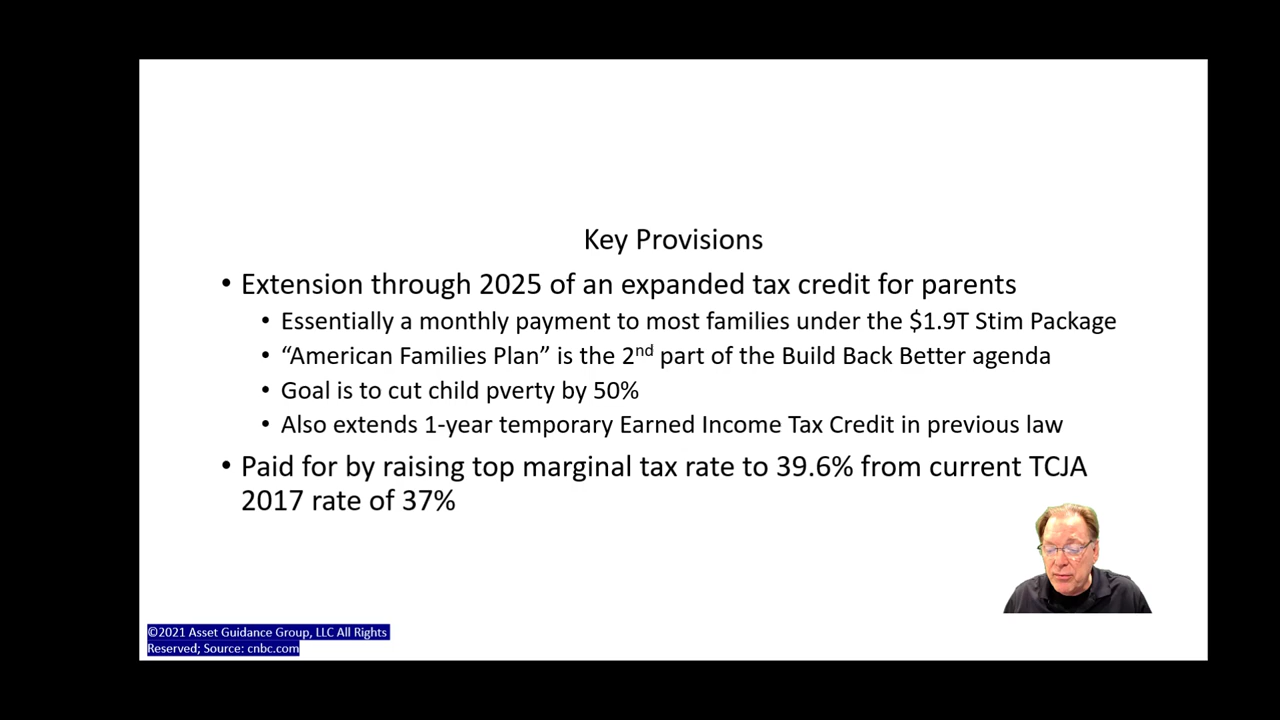 Key Provisions
• Extension through 2025 of an expanded tax credit for parents
• Essentially a monthly payment to most families under the $1.9T Stim Package
• “American Families Plan” is the 2nd part of the Build Back Better agenda
• Goal is to cut child pverty by 50%
• Also extends 1-year temporary Earned Income Tax Credit in previous law
• Paid for by raising top marginal tax rate to 39.6% from current TCJA
2017 rate of 37%
©2021 Asset Guidance Group, LLC All Rights
Reserved; Source: cnbc.com